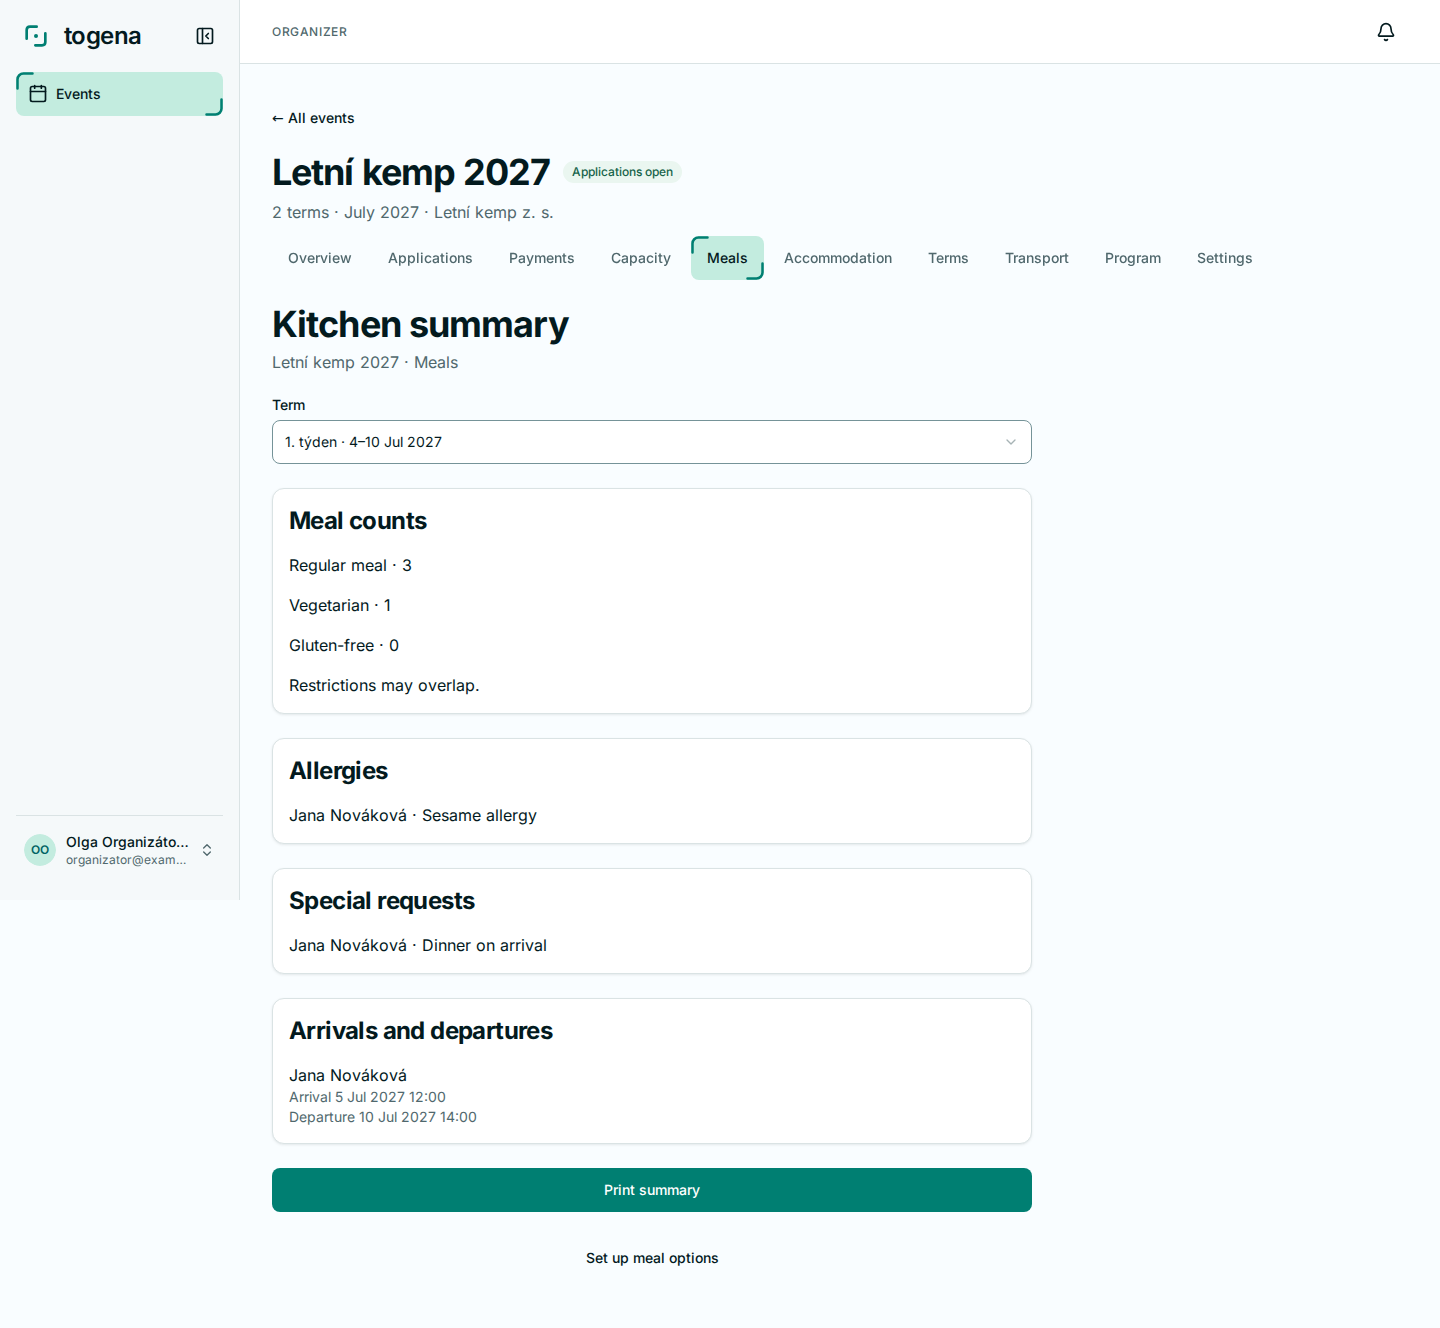 togena
ORGANIZER
Events
← All events
Letní kemp 2027
Applications open
2 terms · July 2027 · Letní kemp z. s.
Overview Applications Payments Capacity Meals Accommodation Terms Transport Program Settings
Kitchen summary
Letní kemp 2027 · Meals
Term
1. týden · 4–10 Jul 2027
Meal counts
Regular meal · 3
Vegetarian · 1
Gluten-free · 0
Restrictions may overlap.
Allergies
Jana Nováková · Sesame allergy
Special requests
Jana Nováková · Dinner on arrival
Arrivals and departures
Jana Nováková
Arrival 5 Jul 2027 12:00
Departure 10 Jul 2027 14:00
Print summary
Set up meal options
OO
Olga Organizáto...
organizator@exam...